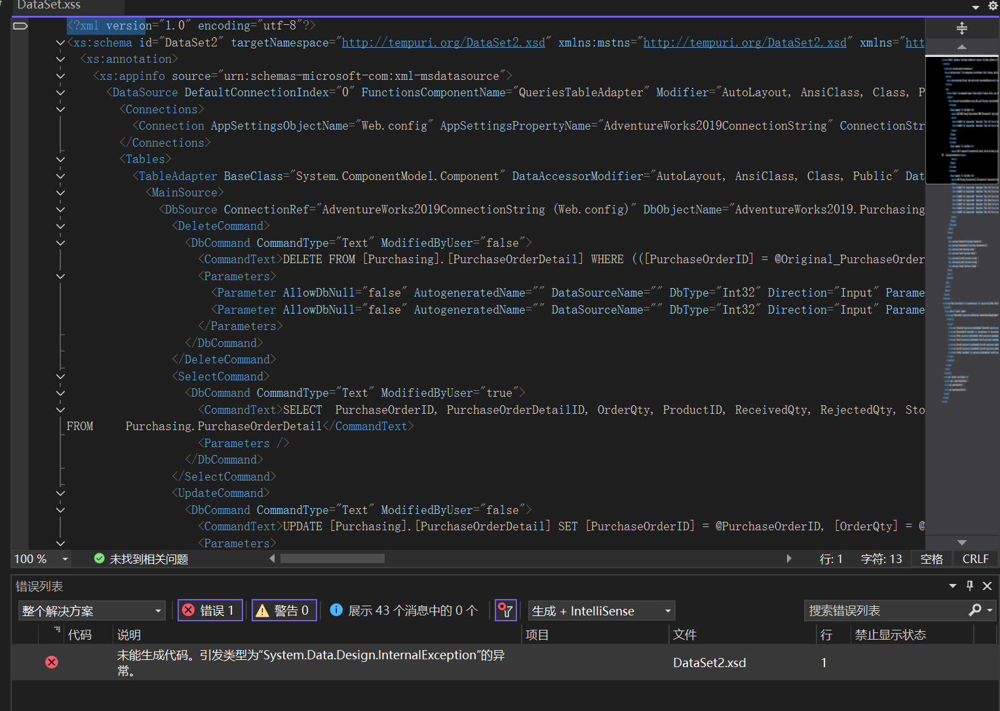 DataSet.xss
<?xml version="1.0" encoding="utf-8"?>
<xs:schema id="DataSet2" targetNamespace="http://tempuri.org/DataSet2.xsd" xmlns:mstns="http://tempuri.org/DataSet2.xsd" xmlns="htt
<xs:annotation>
<xs:appinfo source="urn:schemas-microsoft-com:xml-msdatasource">
<DataSource DefaultConnectionIndex="0" FunctionsComponentName="QueriesTableAdapter" Modifier="AutoLayout, AnsiClass, Class, P
<Connections>
<Connection AppSettingsObjectName="Web.config" AppSettingsPropertyName="AdventureWorks2019ConnectionString" ConnectionStr
</Connections>
<Tables>
<TableAdapter BaseClass="System.ComponentModel.Component" DataAccessorModifier="AutoLayout, AnsiClass, Class, Public" Dat
<MainSource>
<DbSource ConnectionRef="AdventureWorks2019ConnectionString (Web.config)" DbObjectName="AdventureWorks2019.Purchasing
<DeleteCommand>
<DbCommand CommandType="Text" ModifiedByUser="false">
<CommandText>DELETE FROM [Purchasing].[PurchaseOrderDetail] WHERE (([PurchaseOrderID] = @Original_PurchaseOrder
<Parameters>
<Parameter AllowDbNull="false" AutogeneratedName="" DataSourceName="" DbType="Int32" Direction="Input" Parame
<Parameter AllowDbNull="false" AutogeneratedName="" DataSourceName="" DbType="Int32" Direction="Input" Parame
</Parameters>
</DbCommand>
</DeleteCommand>
<SelectCommand>
<DbCommand CommandType="Text" ModifiedByUser="true">
<CommandText>SELECT  PurchaseOrderID, PurchaseOrderDetailID, OrderQty, ProductID, ReceivedQty, RejectedQty, Sto
FROM     Purchasing.PurchaseOrderDetail</CommandText>
<Parameters />
</DbCommand>
</SelectCommand>
<UpdateCommand>
<DbCommand CommandType="Text" ModifiedByUser="false">
<CommandText>UPDATE [Purchasing].[PurchaseOrderDetail] SET [PurchaseOrderID] = @PurchaseOrderID, [OrderQty] = @
<Parameters>
100 % 未找到相关问题 行: 1 字符: 13 空格 CRLF
错误列表
整个解决方案 错误 1 警告 0 展示 43 个消息中的 0 个 生成 + IntelliSense 搜索错误列表
代码 说明 项目 文件 行 禁止显示状态
未能生成代码。引发类型为“System.Data.Design.InternalException”的异
常。 DataSet2.xsd 1